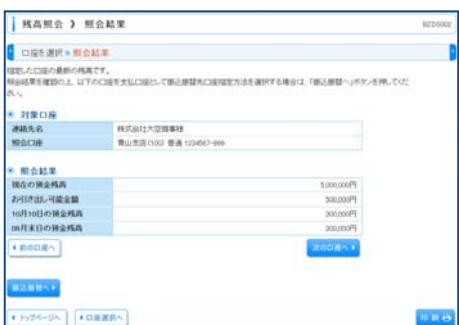 残高照会 》 照会結果
BZDS002
口座を選択 » 照会結果
指定した口座の最新の残高です。
照会結果を確認の上、以下の口座を支払口座として振込振替先口座指定方法を選択する場合は、「振込振替へ」ボタンを押してくだ
さい。
対象口座
連絡先名 株式会社大空商事様
照会口座 青山支店(100) 普通 1234567-999
照会結果
現在の預金残高 5,000,000円
お引き出し可能金額 500,000円
10月10日の預金残高 300,000円
09月末日の預金残高 300,000円
前の口座へ 次の口座へ
振込振替へ
トップページへ 口座選択へ 印刷